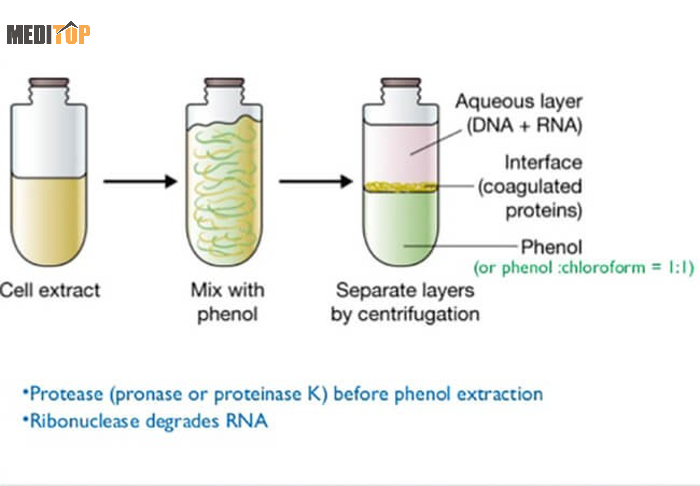 MEDITOP
Aqueous layer
(DNA + RNA)
Interface
(coagulated
proteins)
Phenol
(or phenol :chloroform = 1:1)
Cell extract
Mix with
phenol
Separate layers
by centrifugation
•Protease (pronase or proteinase K) before phenol extraction
•Ribonuclease degrades RNA